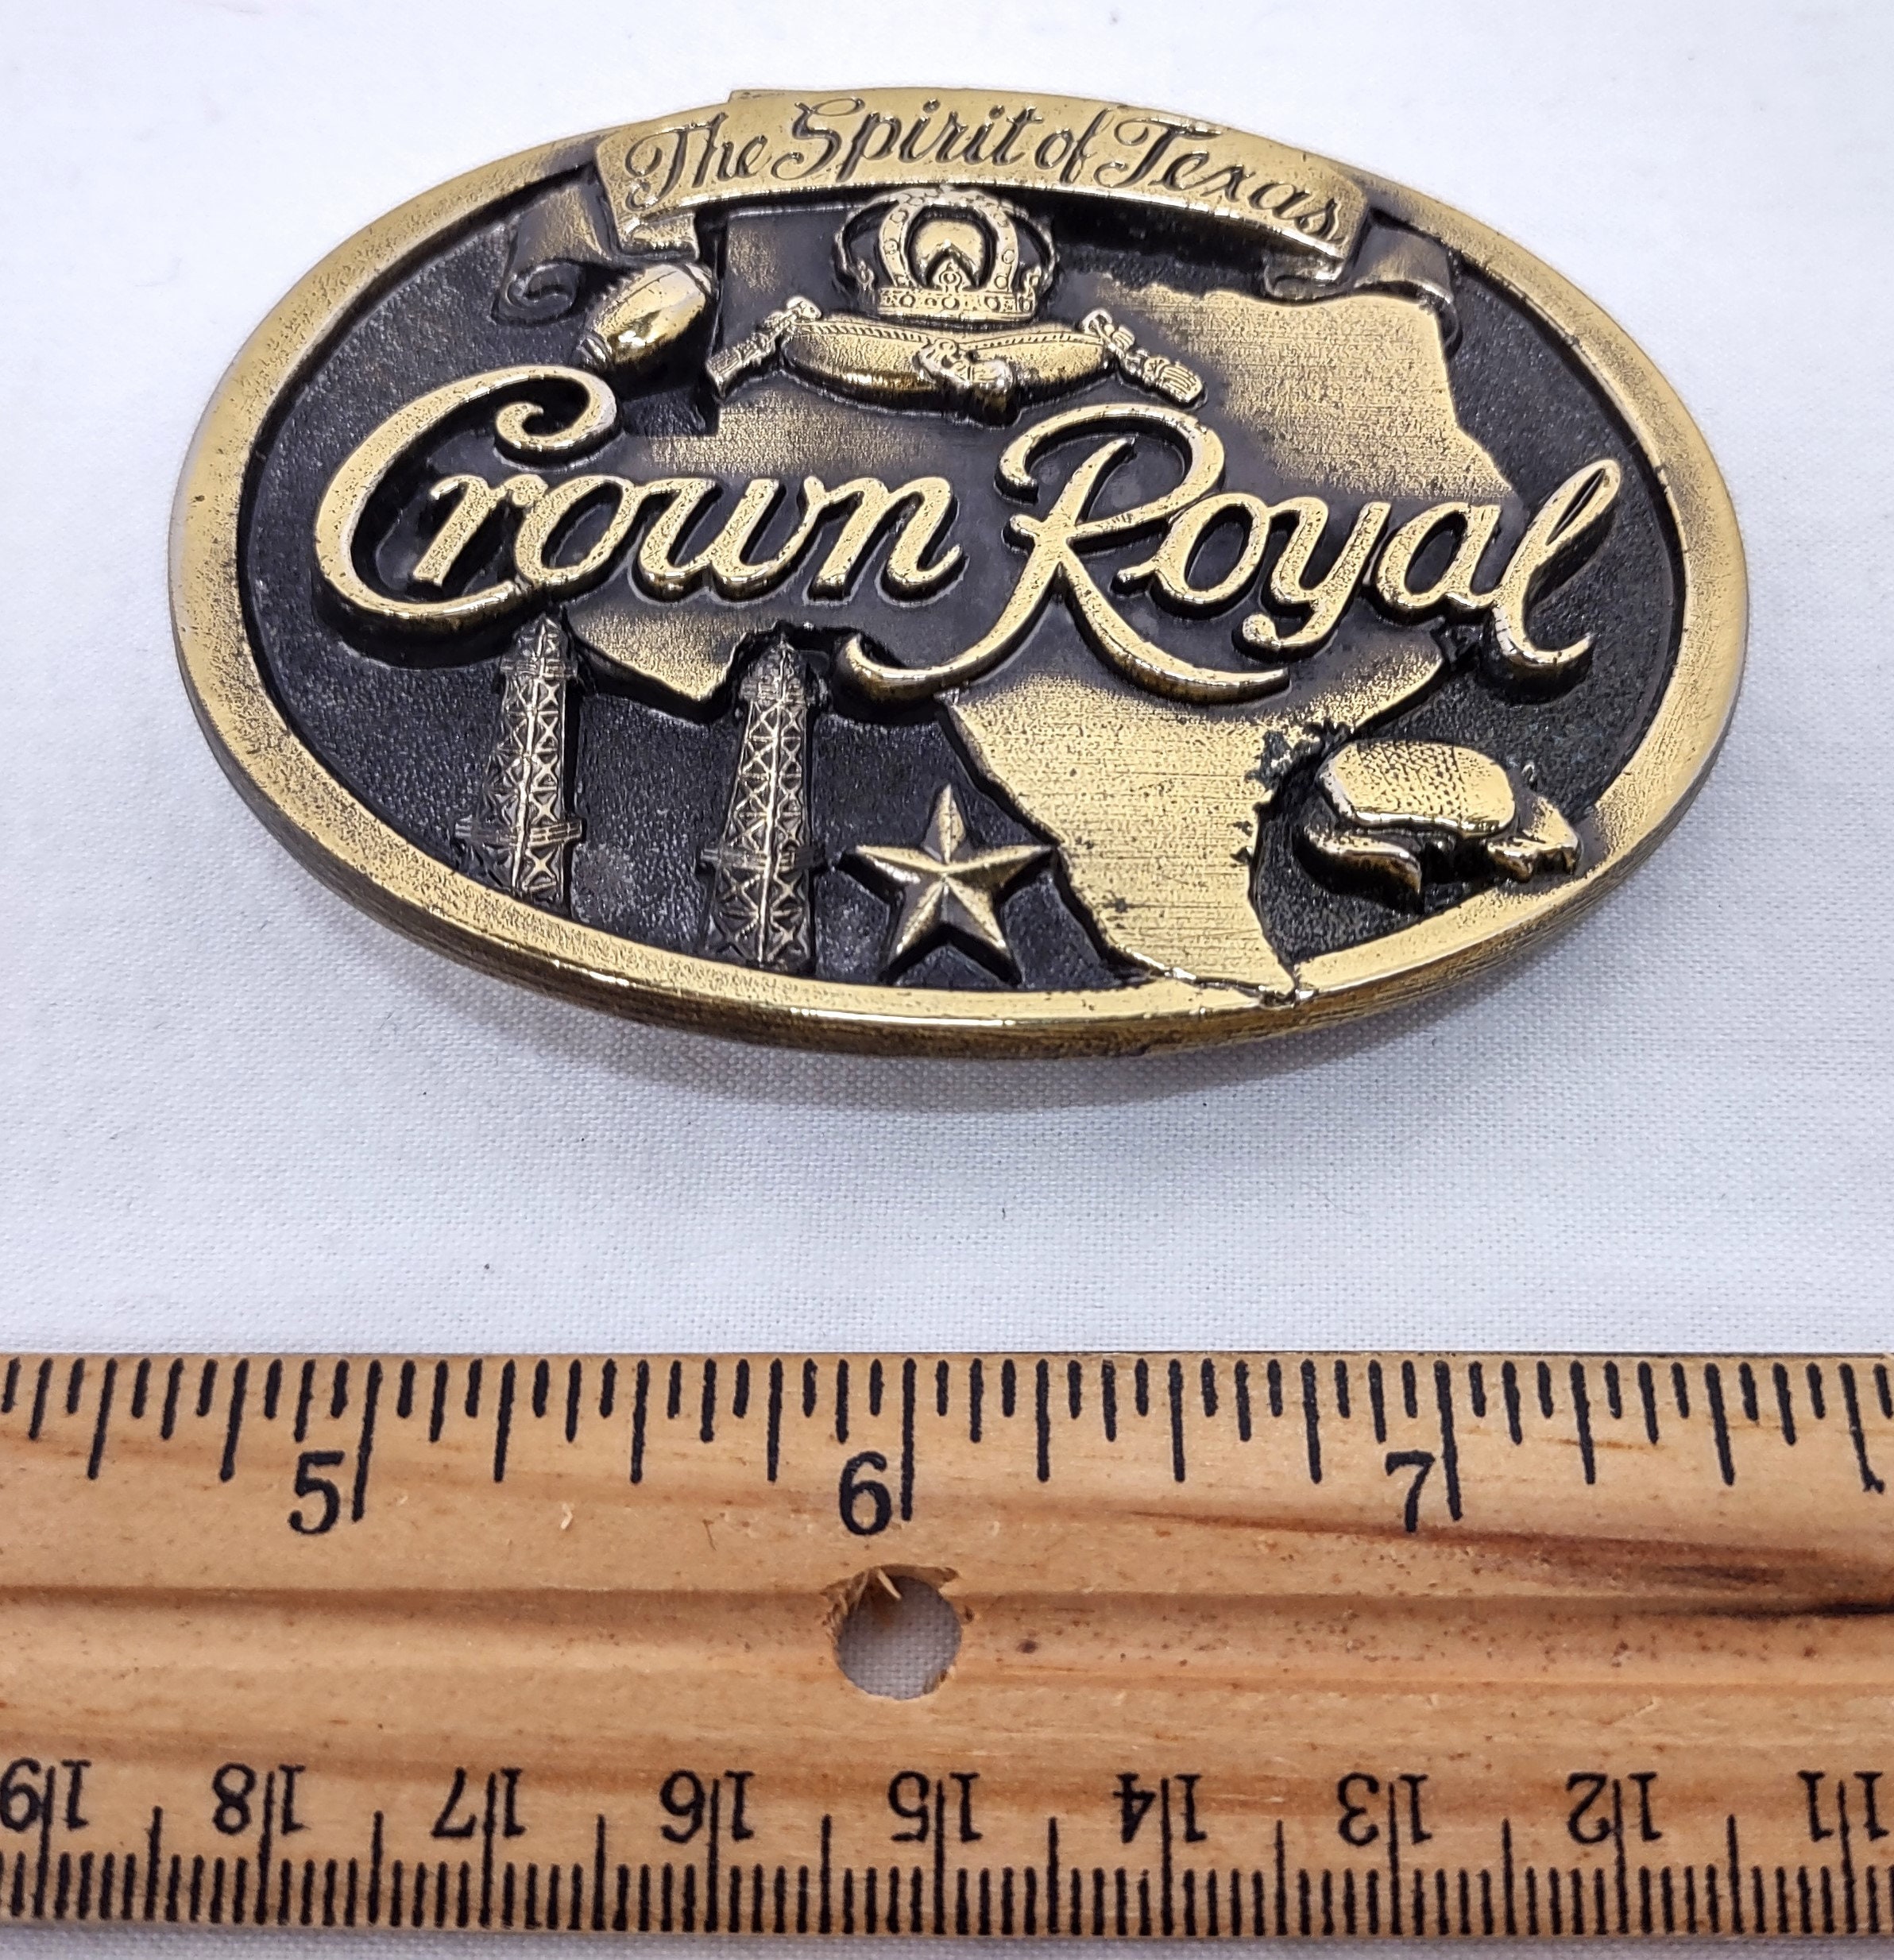 The Spirit of Texas
Crown Royal
5 6 7
19 18 17 16 15 14 13 12 11